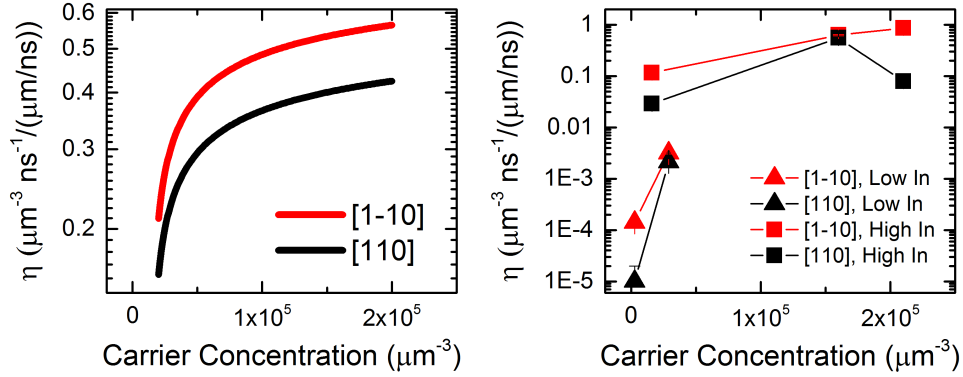 η (μm⁻³ ns⁻¹/(μm/ns))
0.6
0.5
0.4
0.3
0.2
[1-10]
[110]
0
1x10⁵
2x10⁵
Carrier Concentration (μm⁻³)
η (μm⁻³ ns⁻¹/(μm/ns))
1
0.1
0.01
1E-3
1E-4
1E-5
[1-10], Low In
[110], Low In
[1-10], High In
[110], High In
0
1x10⁵
2x10⁵
Carrier Concentration (μm⁻³)